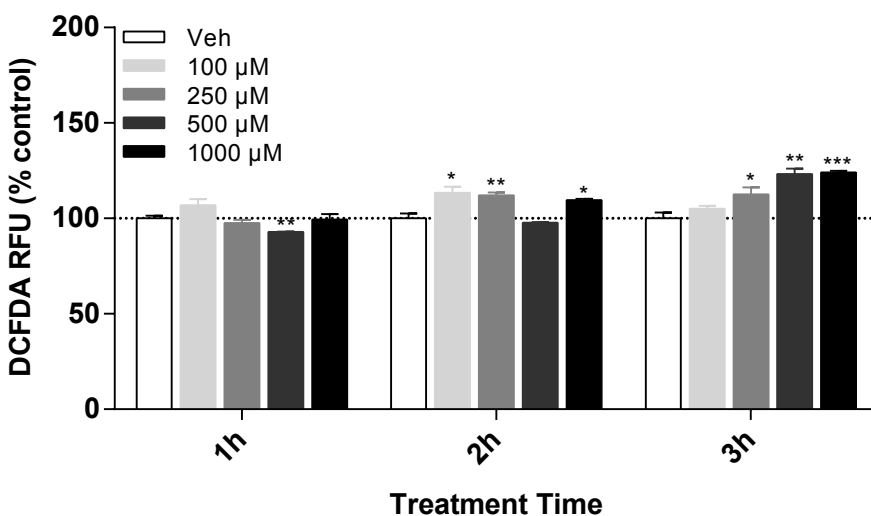 200
150
100
50
0
DCFDA RFU (% control)
Veh
100 µM
250 µM
500 µM
1000 µM
**
*
**
*
*
**
***
1h
2h
3h
Treatment Time